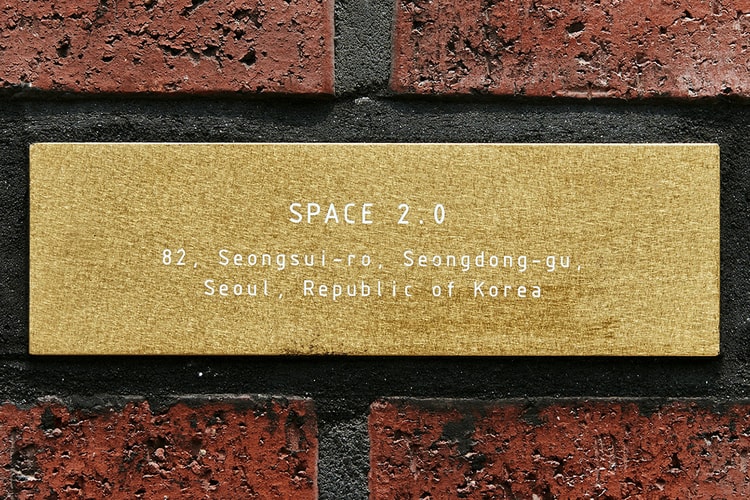 SPACE 2.0
82, Seongsui-ro, Seongdong-gu,
Seoul, Republic of Korea